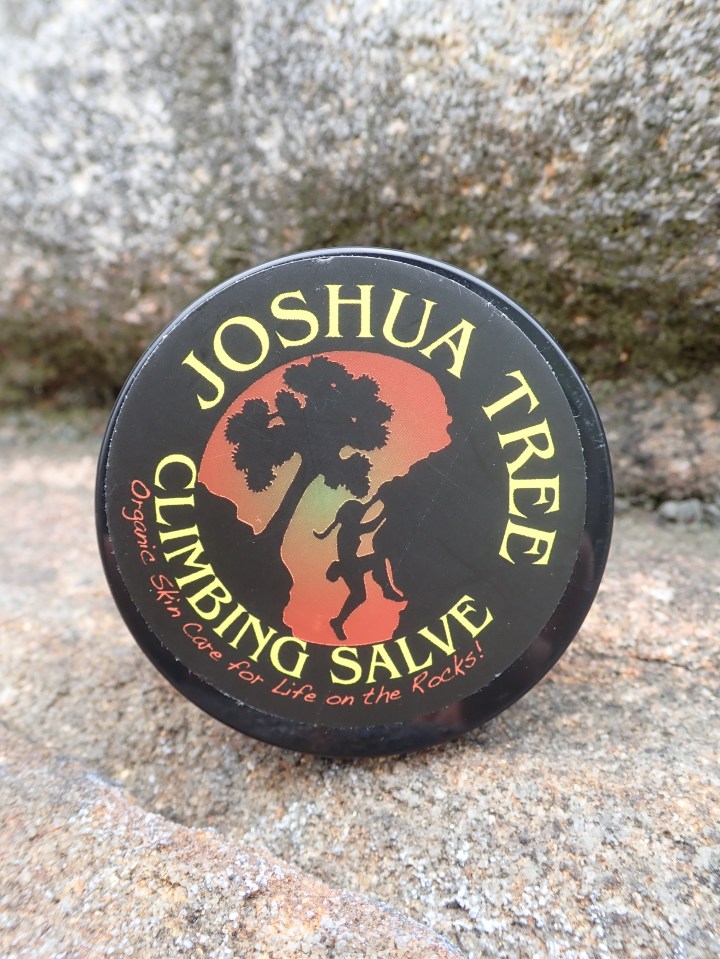 JOSHUA TREE
CLIMBING SALVE
Organic Skin Care for Life on the Rocks!